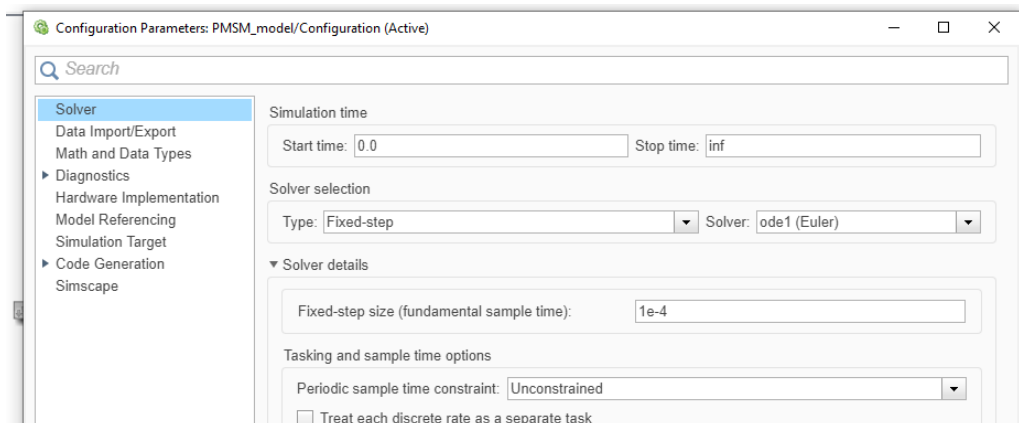 Configuration Parameters: PMSM_model/Configuration (Active)
Search
Solver
Data Import/Export
Math and Data Types
Diagnostics
Hardware Implementation
Model Referencing
Simulation Target
Code Generation
Simscape
Simulation time
Start time: 0.0 Stop time: inf
Solver selection
Type: Fixed-step Solver: ode1 (Euler)
Solver details
Fixed-step size (fundamental sample time): 1e-4
Tasking and sample time options
Periodic sample time constraint: Unconstrained
Treat each discrete rate as a separate task